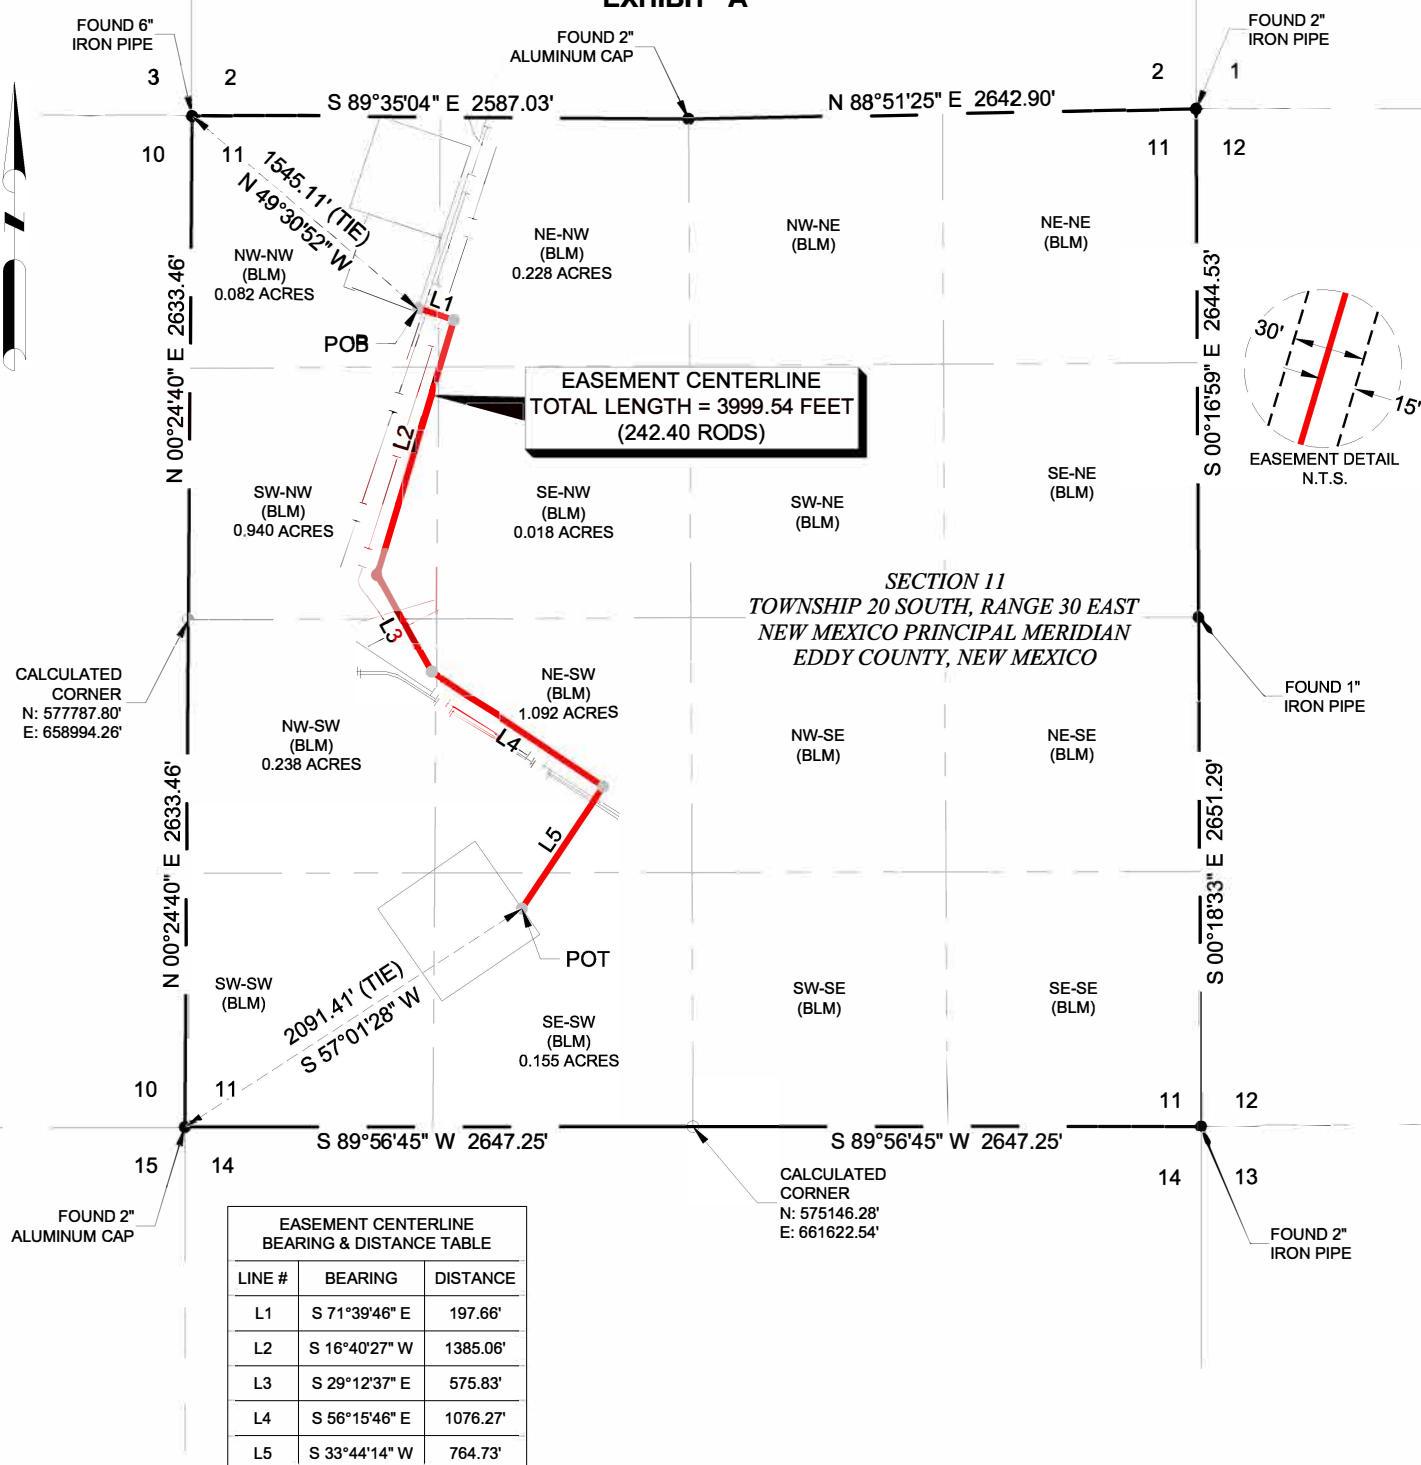 EXHIBIT "A"
FOUND 6"
IRON PIPE
FOUND 2"
ALUMINUM CAP
FOUND 2"
IRON PIPE
3 2
2 1
S 89°35'04" E 2587.03'
N 88°51'25" E 2642.90'
10 11
11 12
1545.11' (TIE)
N 49°30'52" W
NW-NW
(BLM)
0.082 ACRES
NE-NW
(BLM)
0.228 ACRES
NW-NE
(BLM)
NE-NE
(BLM)
N 00°24'40" E 2633.46'
S 00°16'59" E 2644.53'
L1
POB
30'
15'
EASEMENT DETAIL
N.T.S.
EASEMENT CENTERLINE
TOTAL LENGTH = 3999.54 FEET
(242.40 RODS)
L2
SW-NW
(BLM)
0.940 ACRES
SE-NW
(BLM)
0.018 ACRES
SW-NE
(BLM)
SE-NE
(BLM)
SECTION 11
TOWNSHIP 20 SOUTH, RANGE 30 EAST
NEW MEXICO PRINCIPAL MERIDIAN
EDDY COUNTY, NEW MEXICO
L3
CALCULATED
CORNER
N: 577787.80'
E: 658994.26'
FOUND 1"
IRON PIPE
NW-SW
(BLM)
0.238 ACRES
NE-SW
(BLM)
1.092 ACRES
NW-SE
(BLM)
NE-SE
(BLM)
L4
L5
N 00°24'40" E 2633.46'
S 00°18'33" E 2651.29'
POT
2091.41' (TIE)
S 57°01'28" W
SW-SW
(BLM)
SE-SW
(BLM)
0.155 ACRES
SW-SE
(BLM)
SE-SE
(BLM)
10 11
11 12
S 89°56'45" W 2647.25'
S 89°56'45" W 2647.25'
15 14
14 13
FOUND 2"
ALUMINUM CAP
CALCULATED
CORNER
N: 575146.28'
E: 661622.54'
FOUND 2"
IRON PIPE
EASEMENT CENTERLINE
BEARING & DISTANCE TABLE
LINE # BEARING DISTANCE
L1 S 71°39'46" E 197.66'
L2 S 16°40'27" W 1385.06'
L3 S 29°12'37" E 575.83'
L4 S 56°15'46" E 1076.27'
L5 S 33°44'14" W 764.73'